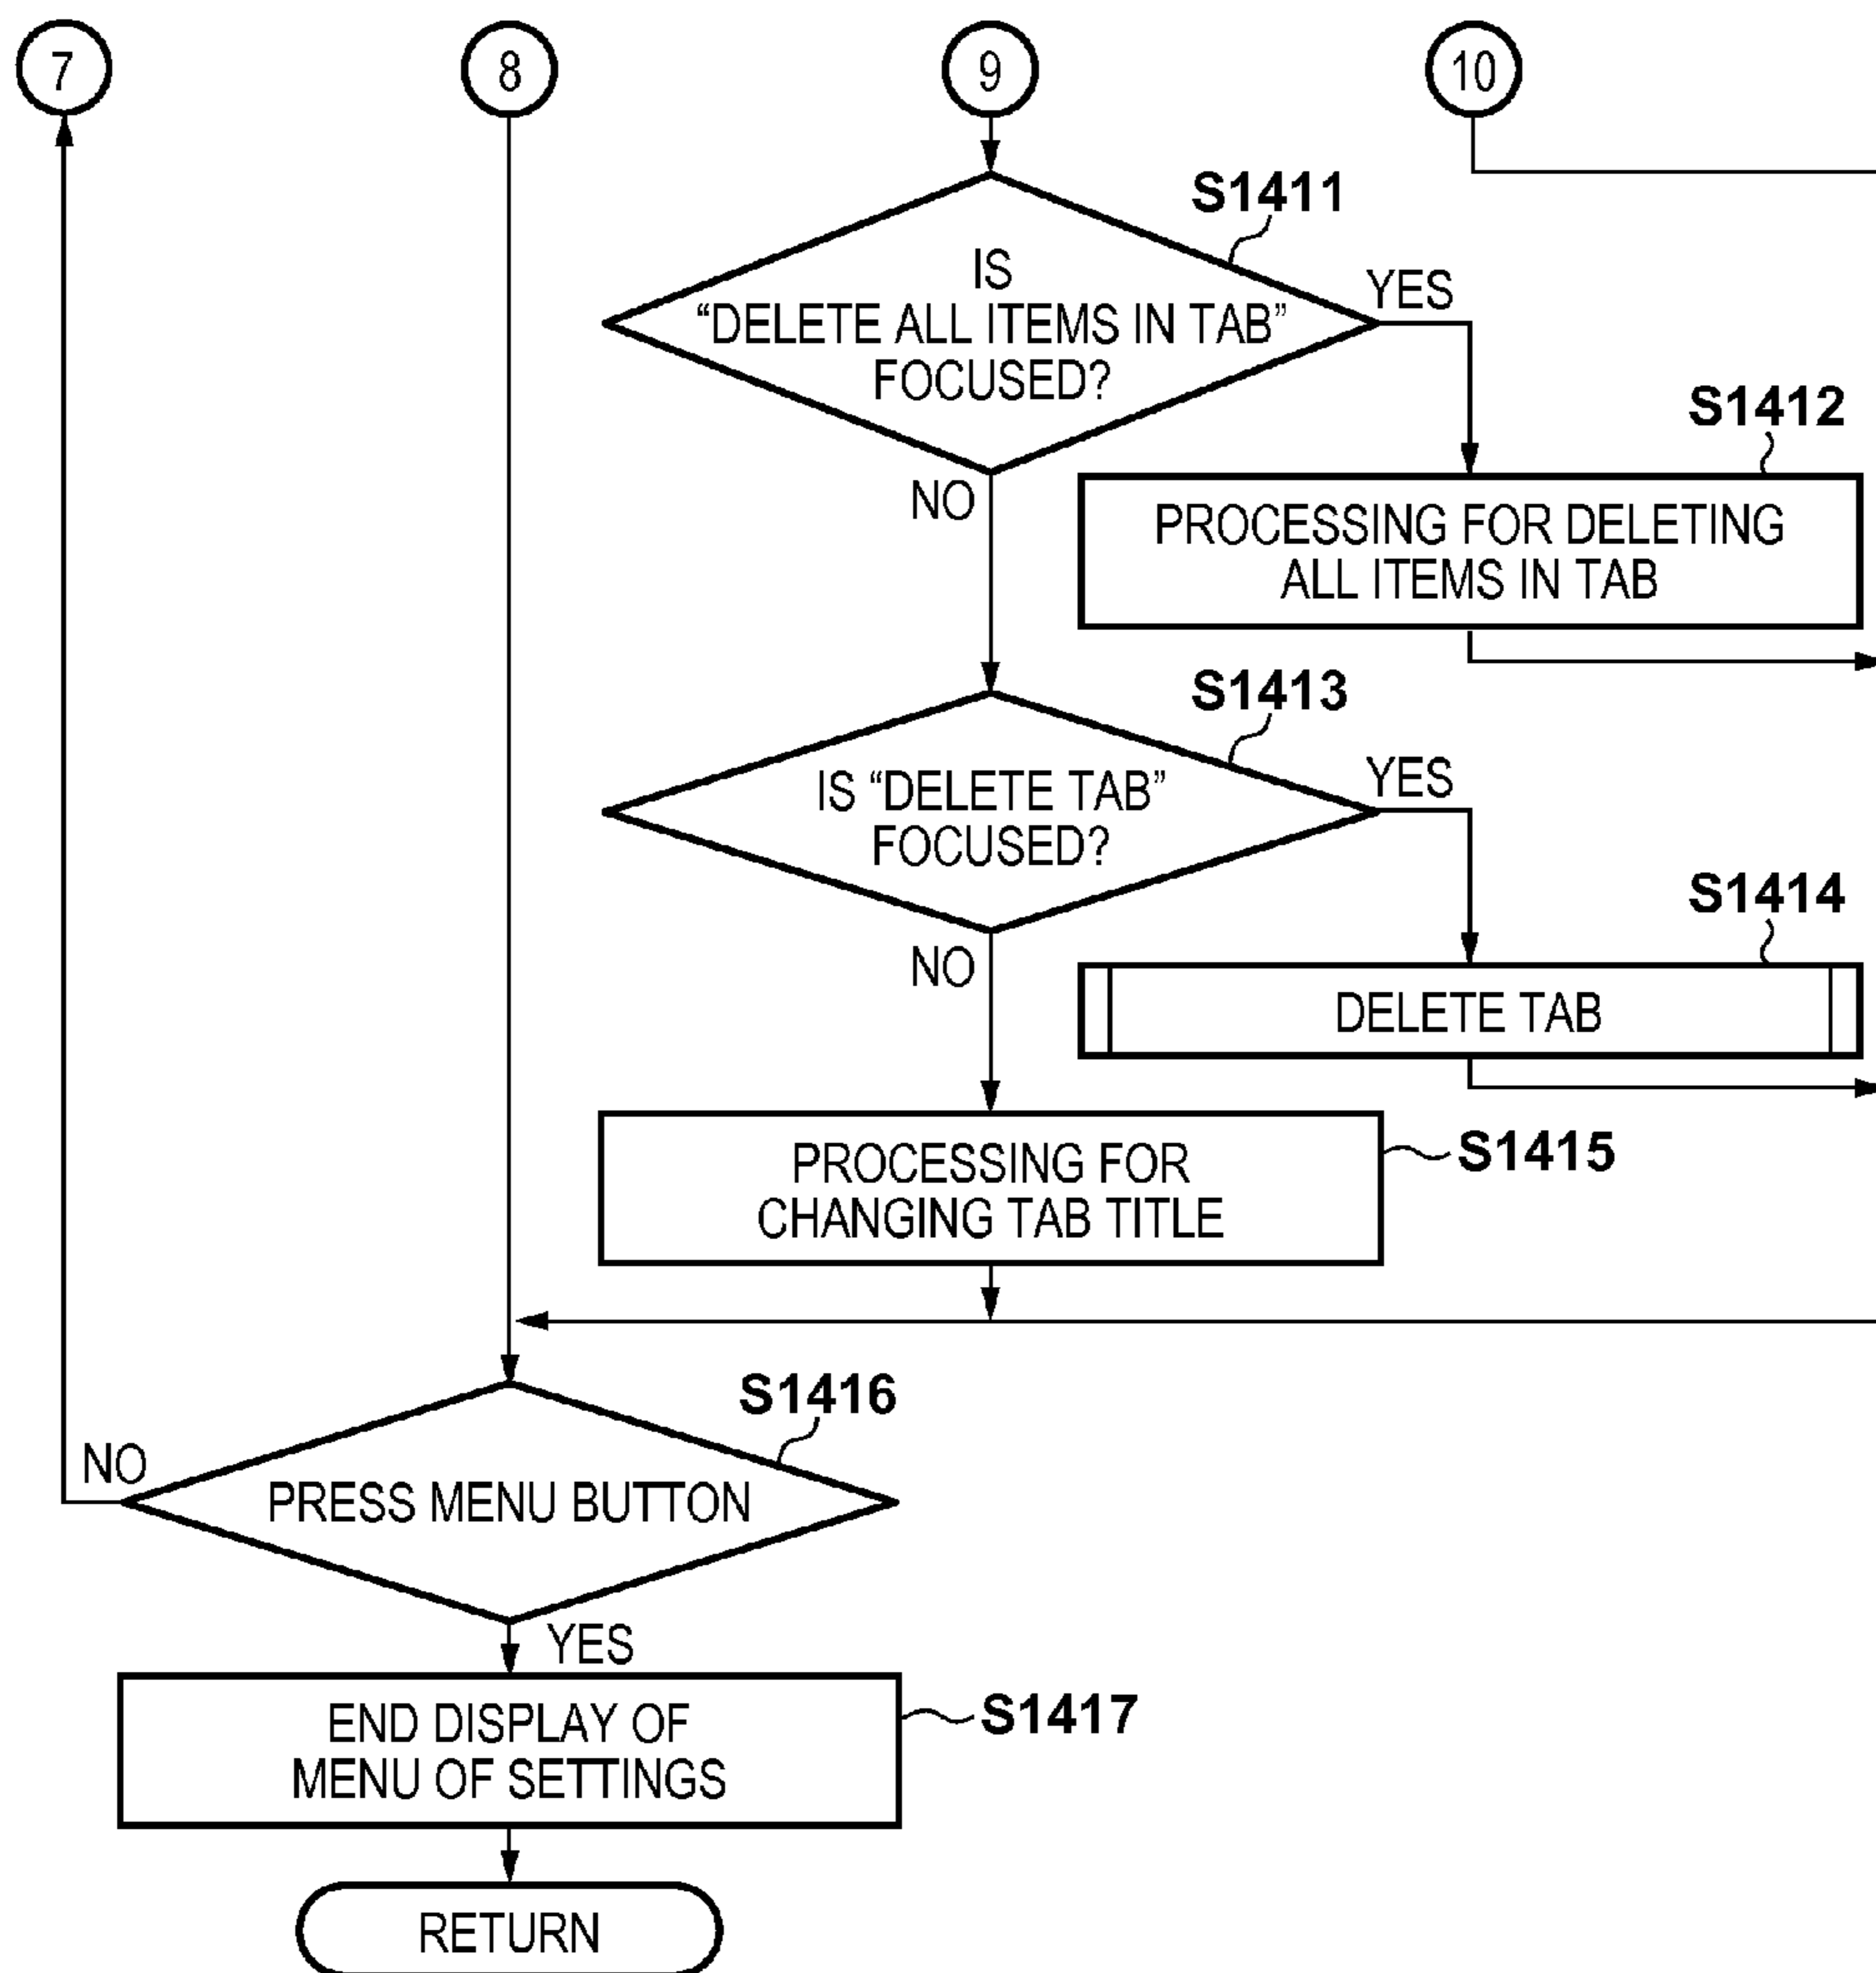 7
8
9
10
S1411
IS
“DELETE ALL ITEMS IN TAB”
FOCUSED?
YES
NO
S1412
PROCESSING FOR DELETING
ALL ITEMS IN TAB
S1413
IS “DELETE TAB”
FOCUSED?
YES
NO
S1414
DELETE TAB
PROCESSING FOR
CHANGING TAB TITLE
S1415
S1416
NO
PRESS MENU BUTTON
YES
END DISPLAY OF
MENU OF SETTINGS
S1417
RETURN